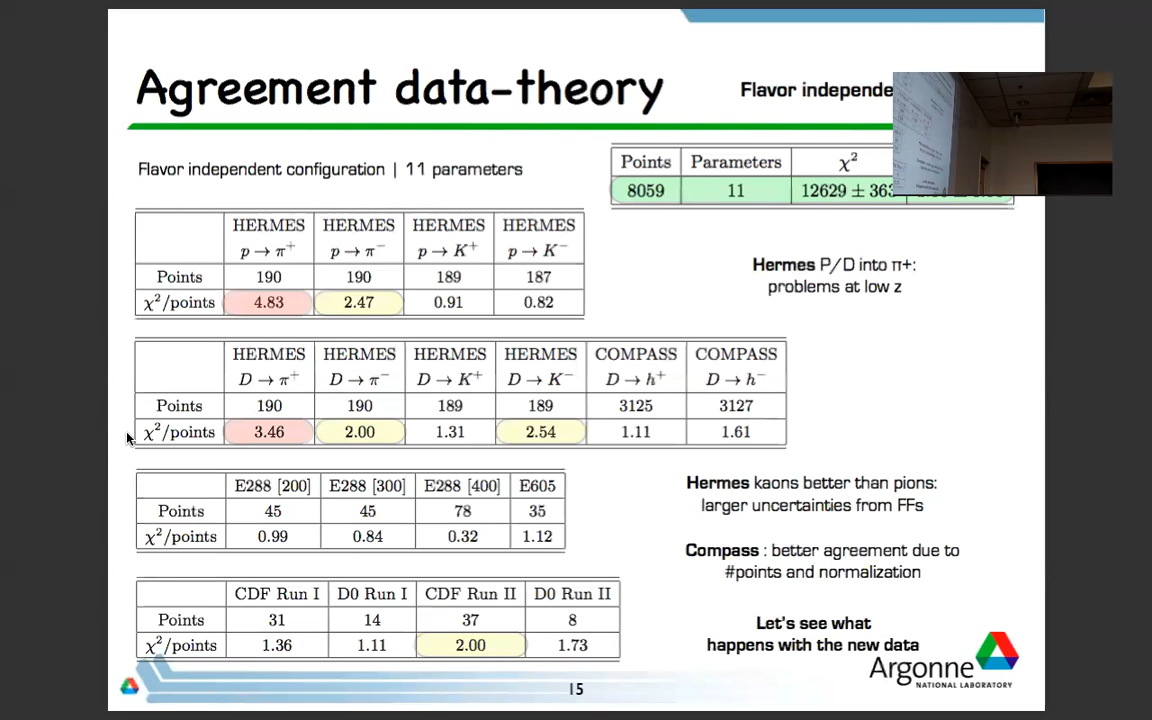 Agreement data-theory
Flavor independe
Flavor independent configuration | 11 parameters
Points Parameters χ²
8059 11 12629 ± 363
HERMES HERMES HERMES HERMES
p → π⁺ p → π⁻ p → K⁺ p → K⁻
Points 190 190 189 187
χ²/points 4.83 2.47 0.91 0.82
Hermes P/D into π+:
problems at low z
HERMES HERMES HERMES HERMES COMPASS COMPASS
D → π⁺ D → π⁻ D → K⁺ D → K⁻ D → h⁺ D → h⁻
Points 190 190 189 189 3125 3127
χ²/points 3.46 2.00 1.31 2.54 1.11 1.61
E288 [200] E288 [300] E288 [400] E605
Points 45 45 78 35
χ²/points 0.99 0.84 0.32 1.12
Hermes kaons better than pions:
larger uncertainties from FFs
Compass : better agreement due to
#points and normalization
CDF Run I D0 Run I CDF Run II D0 Run II
Points 31 14 37 8
χ²/points 1.36 1.11 2.00 1.73
Let's see what
happens with the new data
Argonne
NATIONAL LABORATORY
15